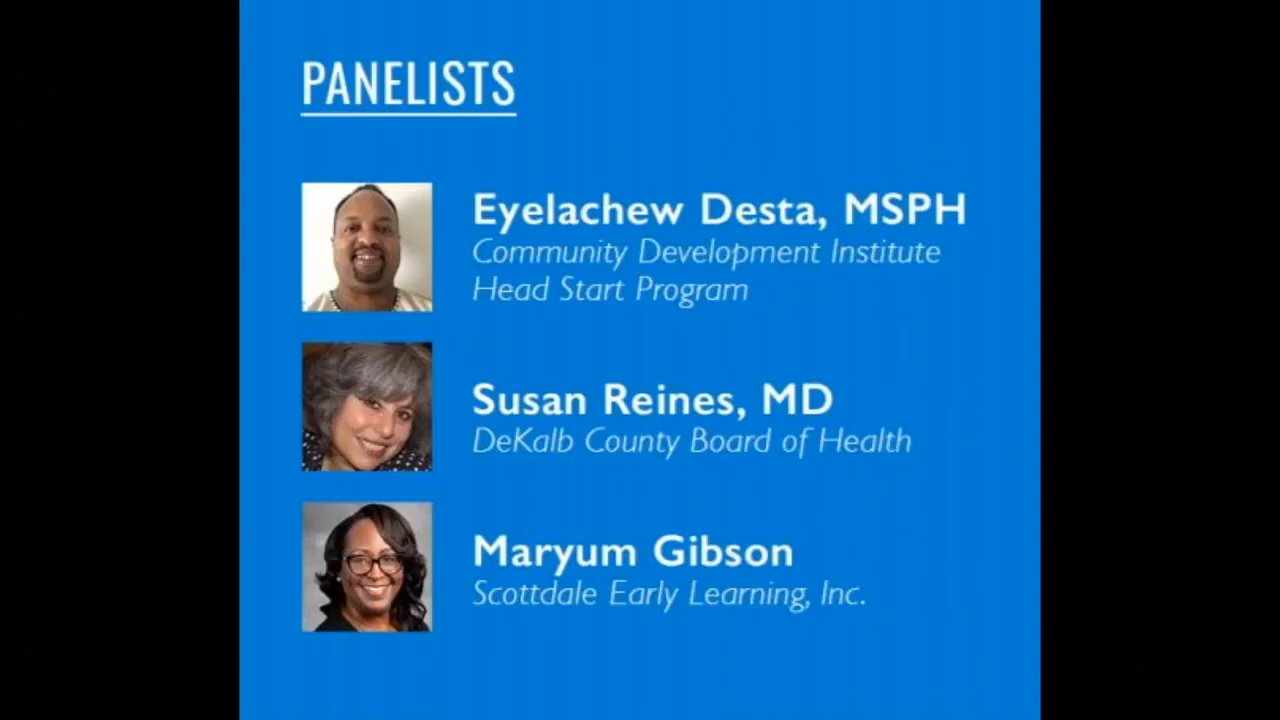 PANELISTS
Eyelachew Desta, MSPH
Community Development Institute
Head Start Program
Susan Reines, MD
DeKalb County Board of Health
Maryum Gibson
Scottdale Early Learning, Inc.